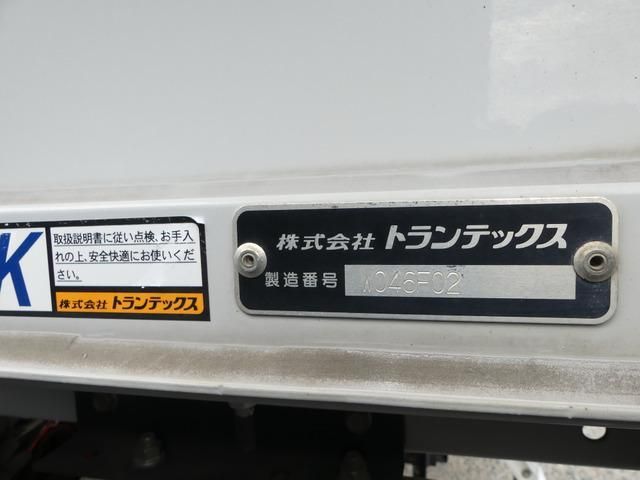 K
取扱説明書に従い点検、お手入
れの上、安全快適にお使いくだ
さい。
株式会社 トランテックス
株式会社 トランテックス
製造番号 W046F02